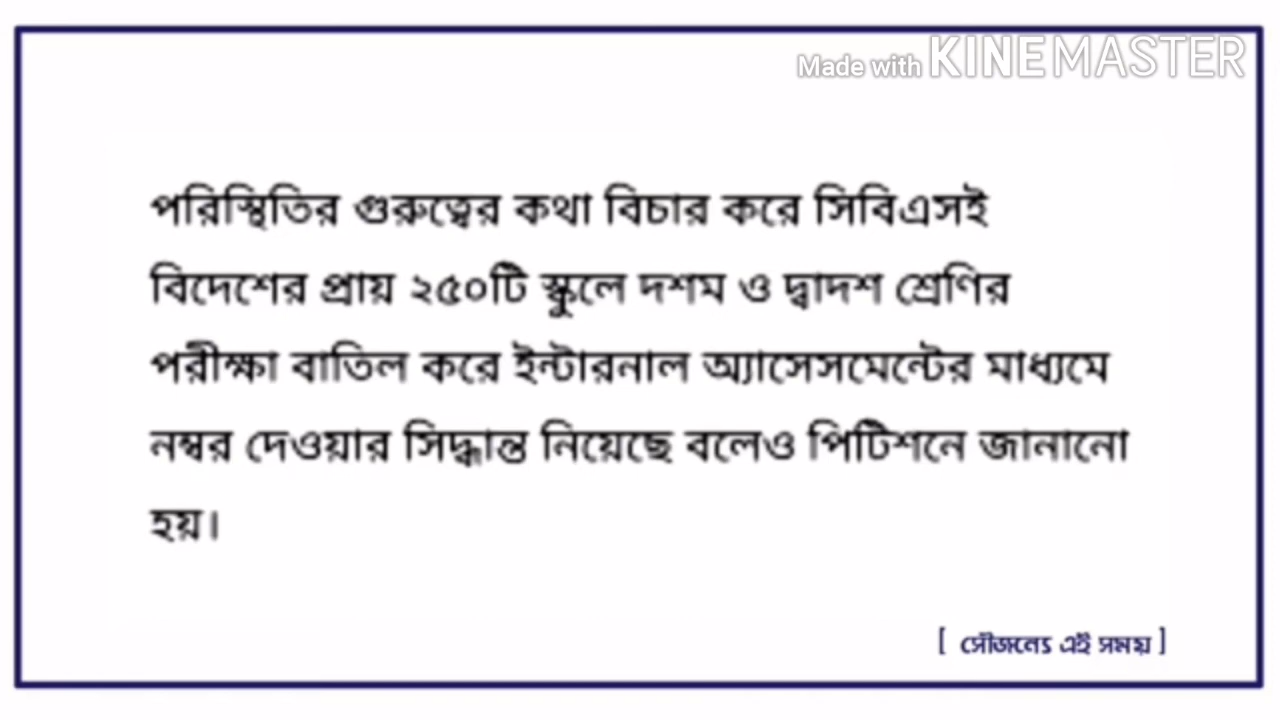 Made with KINEMASTER
পরিস্থিতির গুরুত্বের কথা বিচার করে সিবিএসই
বিদেশের প্রায় ২৫০টি স্কুলে দশম ও দ্বাদশ শ্রেণির
পরীক্ষা বাতিল করে ইন্টারনাল অ্যাসেসমেন্টের মাধ্যমে
নম্বর দেওয়ার সিদ্ধান্ত নিয়েছে বলেও পিটিশনে জানানো
হয়।
[ সৌজন্যে এই সময় ]